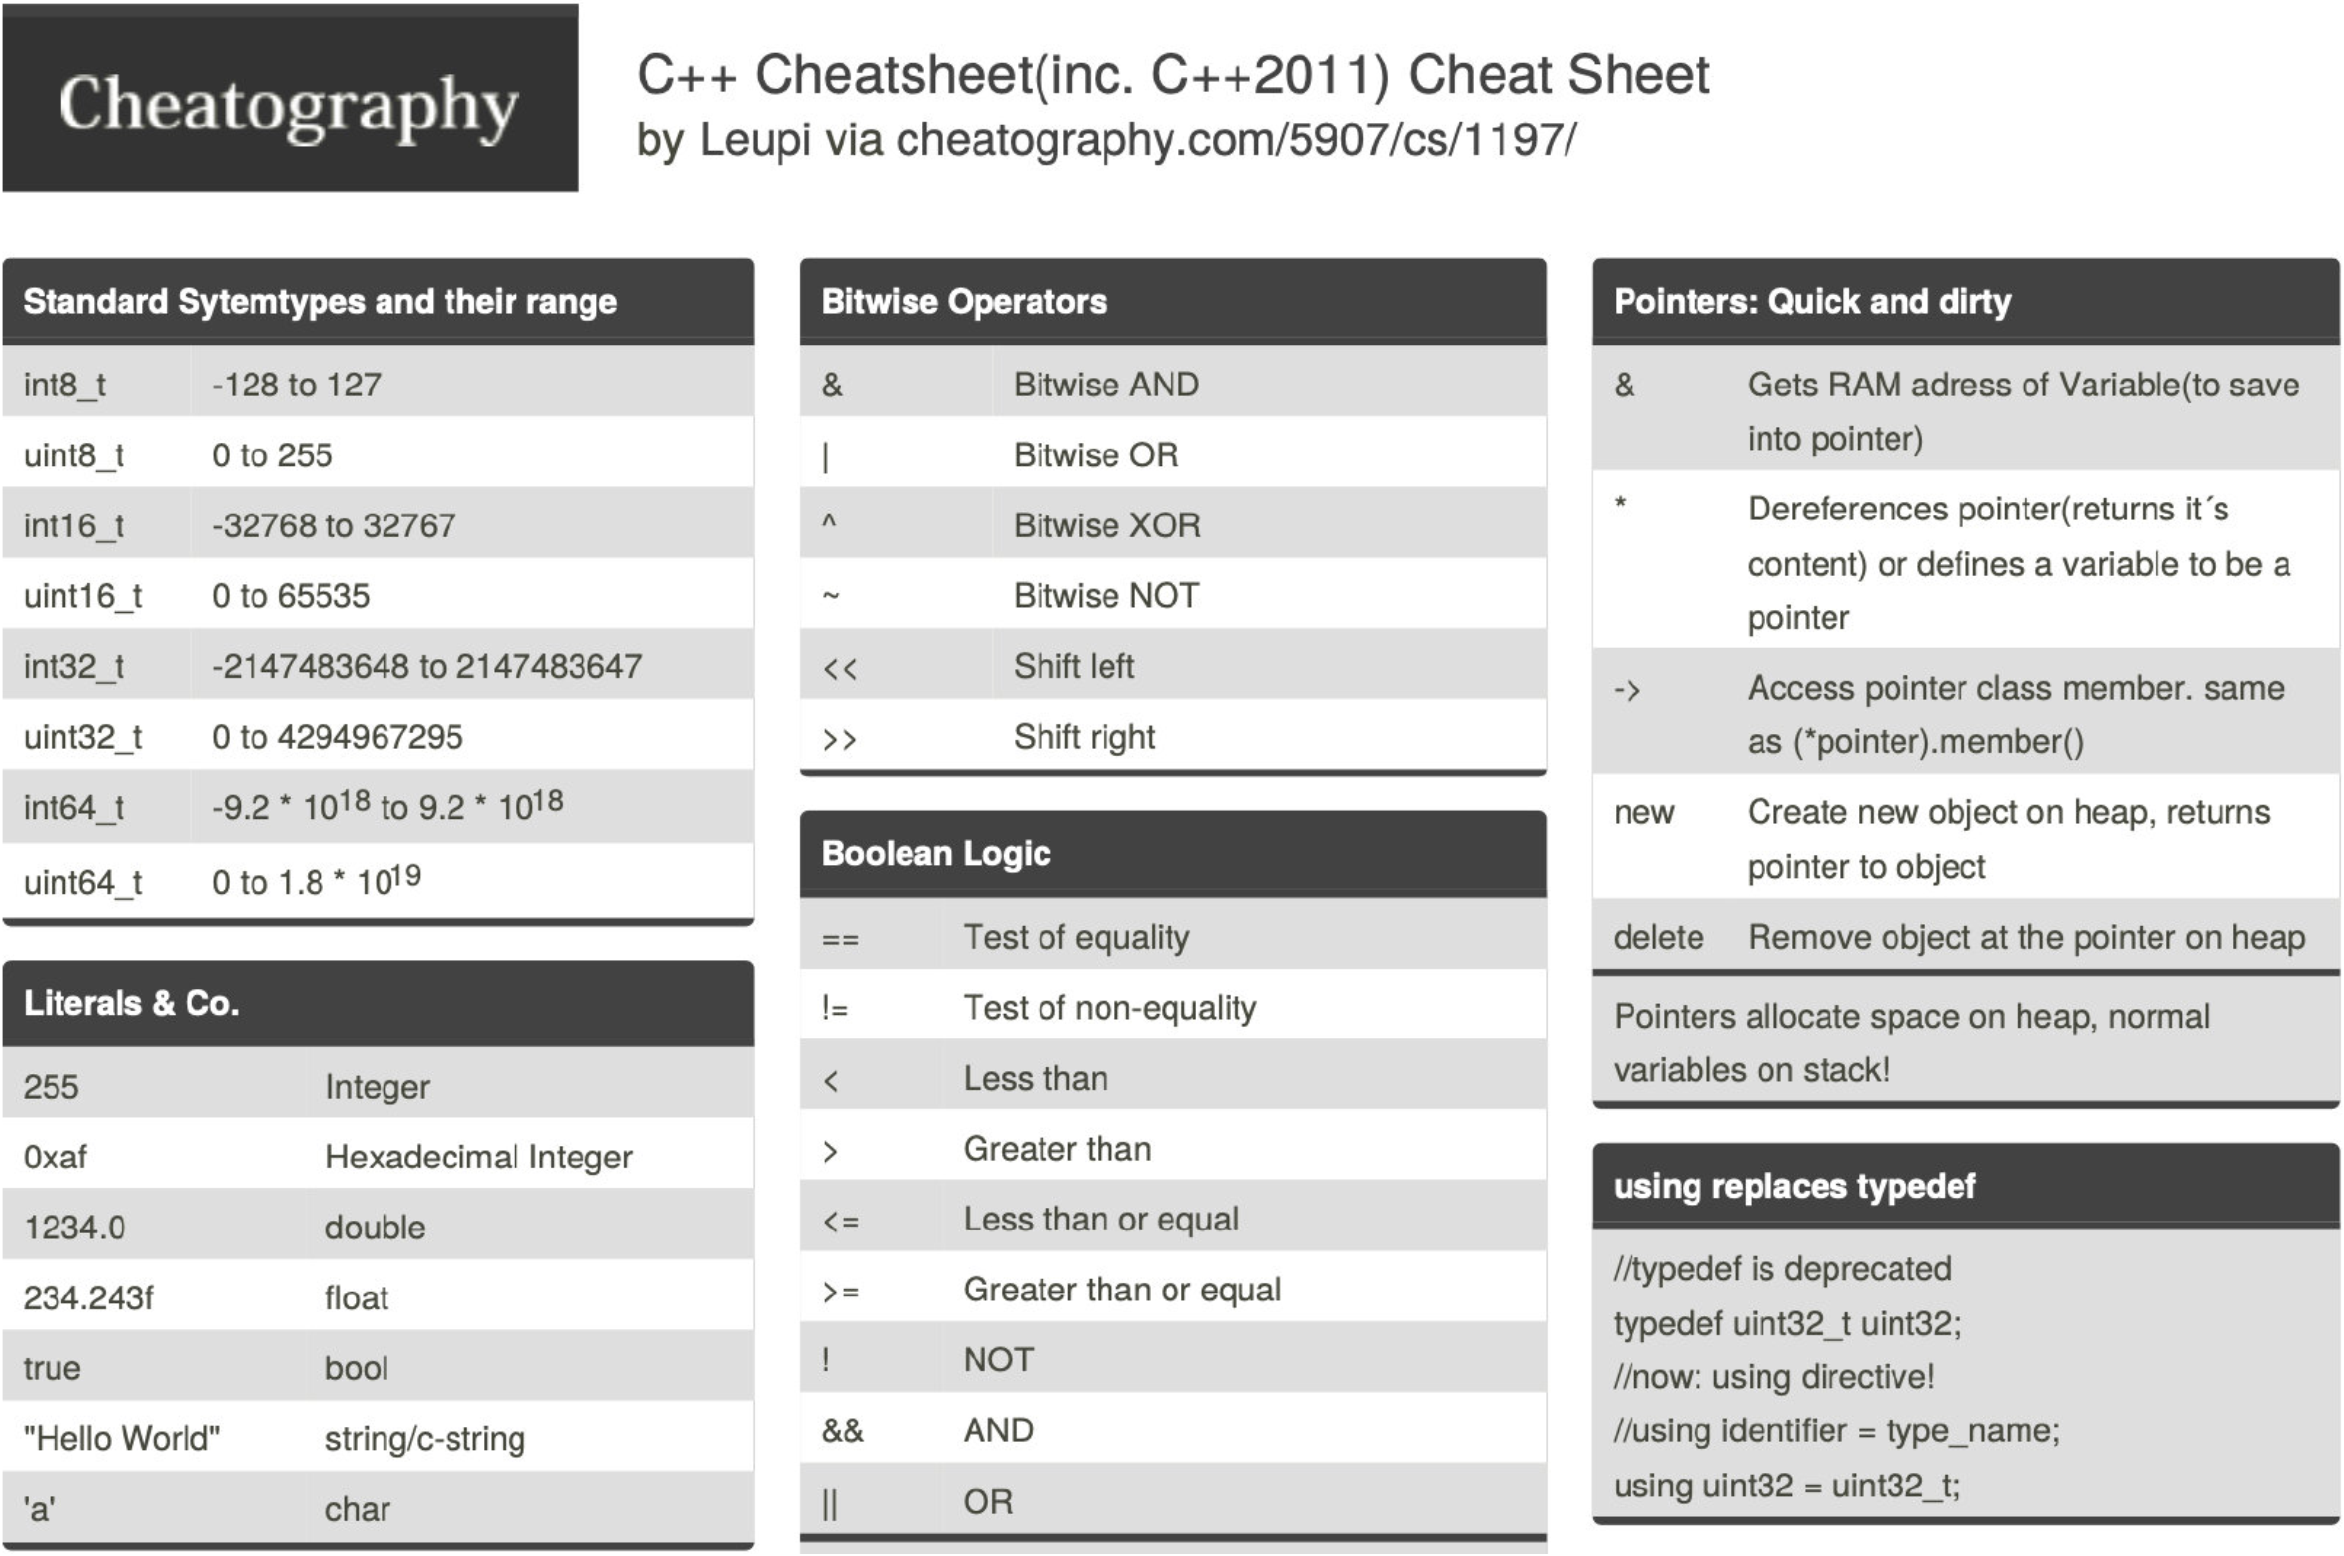 Cheatography
C++ Cheatsheet(inc. C++2011) Cheat Sheet
by Leupi via cheatography.com/5907/cs/1197/
Standard Sytemtypes and their range
int8_t -128 to 127
uint8_t 0 to 255
int16_t -32768 to 32767
uint16_t 0 to 65535
int32_t -2147483648 to 2147483647
uint32_t 0 to 4294967295
int64_t -9.2 * 10¹⁸ to 9.2 * 10¹⁸
uint64_t 0 to 1.8 * 10¹⁹
Literals & Co.
255 Integer
0xaf Hexadecimal Integer
1234.0 double
234.243f float
true bool
"Hello World" string/c-string
'a' char
Bitwise Operators
& Bitwise AND
| Bitwise OR
^ Bitwise XOR
~ Bitwise NOT
<< Shift left
>> Shift right
Boolean Logic
== Test of equality
!= Test of non-equality
< Less than
> Greater than
<= Less than or equal
>= Greater than or equal
! NOT
&& AND
|| OR
Pointers: Quick and dirty
& Gets RAM adress of Variable(to save
into pointer)
* Dereferences pointer(returns it´s
content) or defines a variable to be a
pointer
-> Access pointer class member. same
as (*pointer).member()
new Create new object on heap, returns
pointer to object
delete Remove object at the pointer on heap
Pointers allocate space on heap, normal
variables on stack!
using replaces typedef
//typedef is deprecated
typedef uint32_t uint32;
//now: using directive!
//using identifier = type_name;
using uint32 = uint32_t;